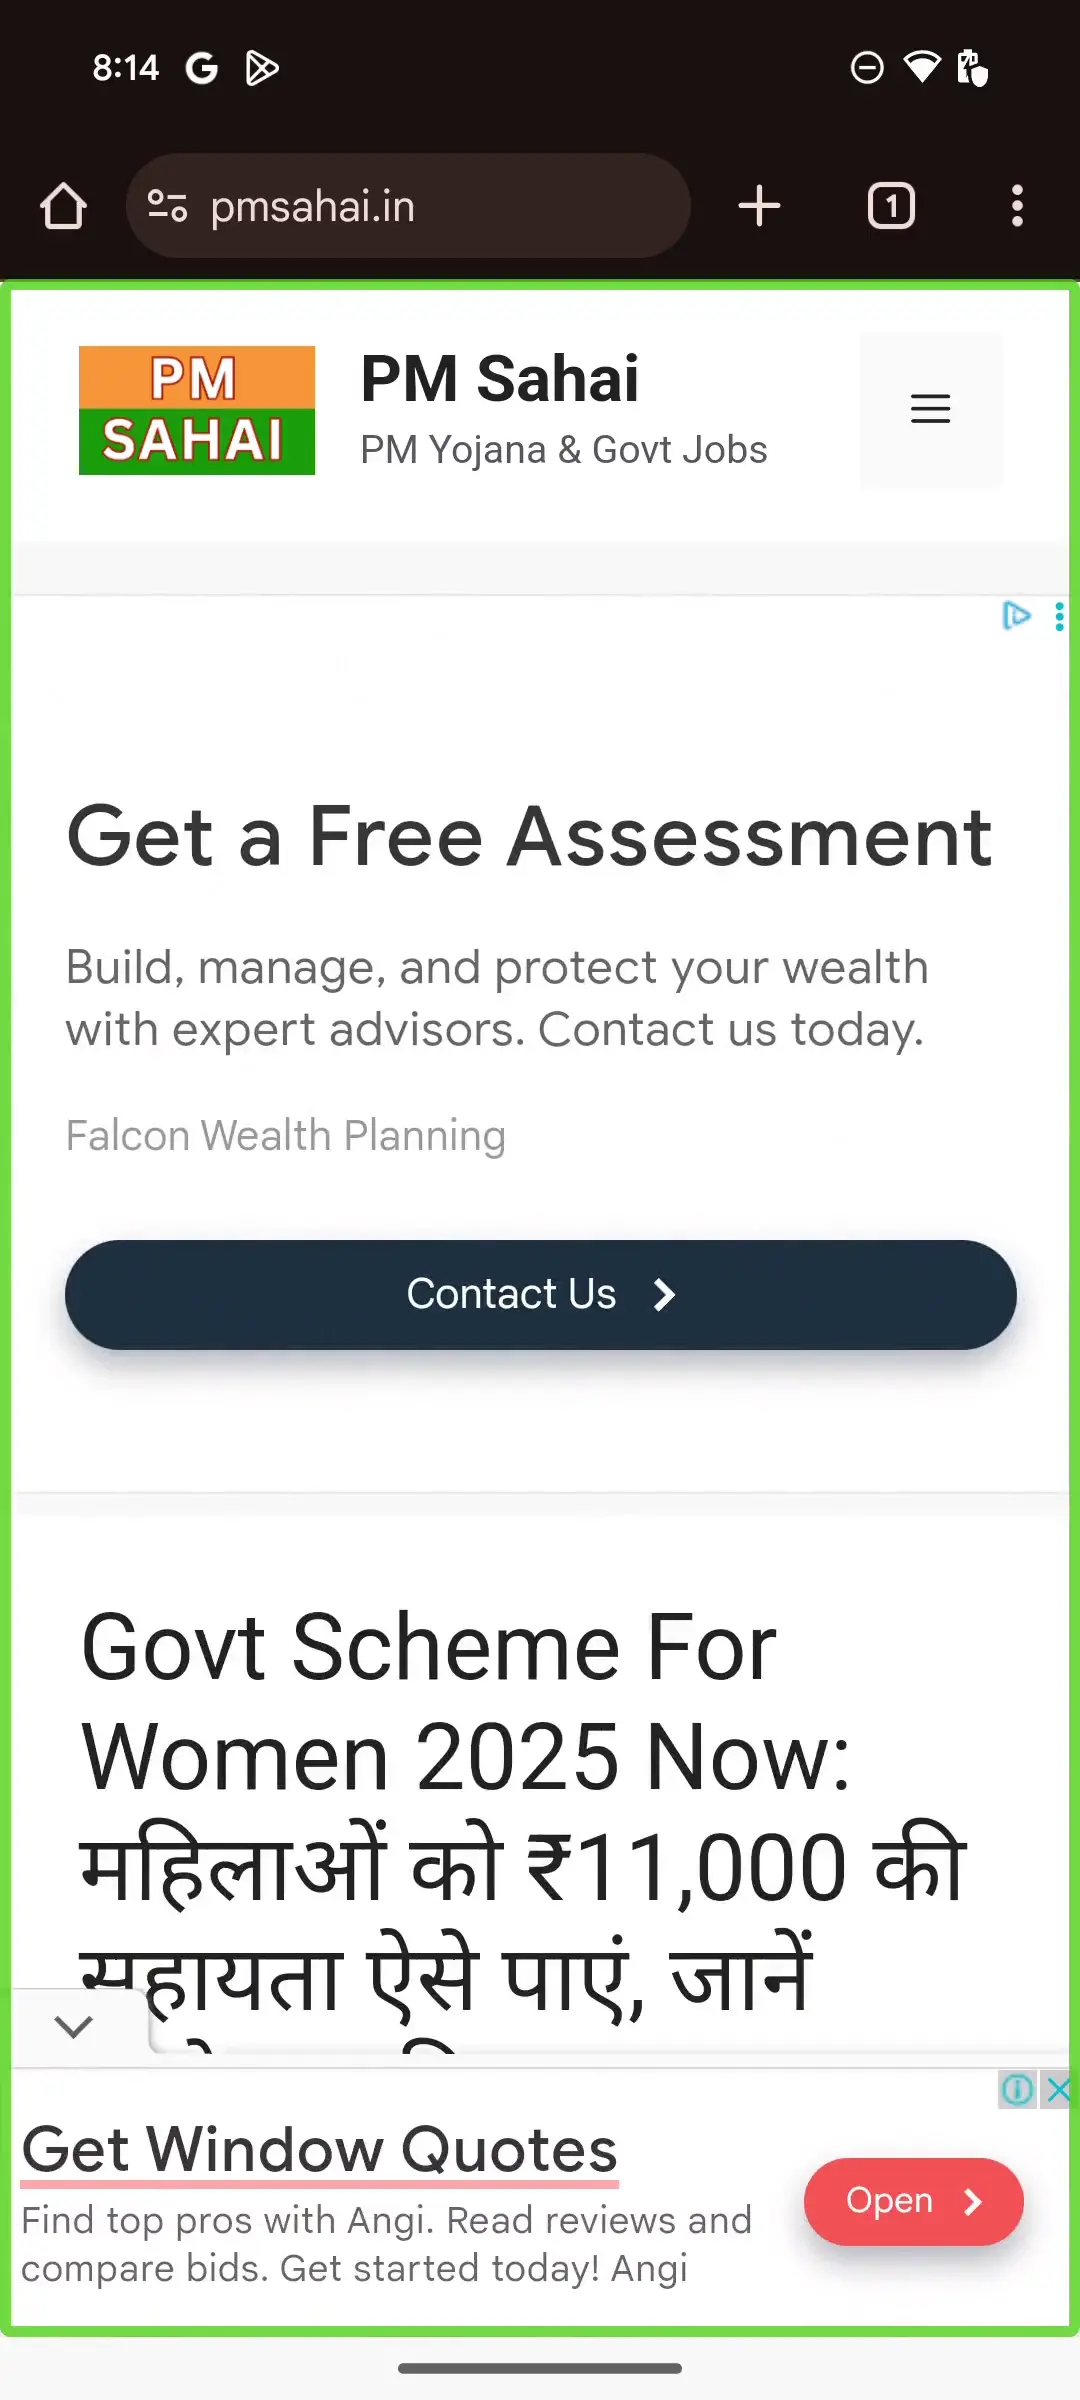 8:14
pmsahai.in
1
PM
SAHAI
PM Sahai
PM Yojana & Govt Jobs
Get a Free Assessment
Build, manage, and protect your wealth
with expert advisors. Contact us today.
Falcon Wealth Planning
Contact Us
Govt Scheme For
Women 2025 Now:
महिलाओं को ₹11,000 की
सहायता ऐसे पाएं, जानें
Get Window Quotes
Find top pros with Angi. Read reviews and
compare bids. Get started today! Angi
Open